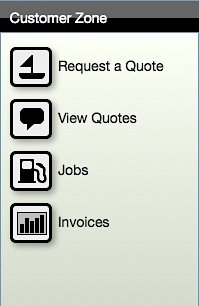 Customer Zone
Request a Quote
View Quotes
Jobs
Invoices